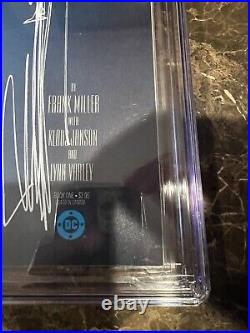 BY
FRANK MILLER
WITH
KLAUS JANSON
AND
LYNN VARLEY
BOOK ONE • $2.95
DC